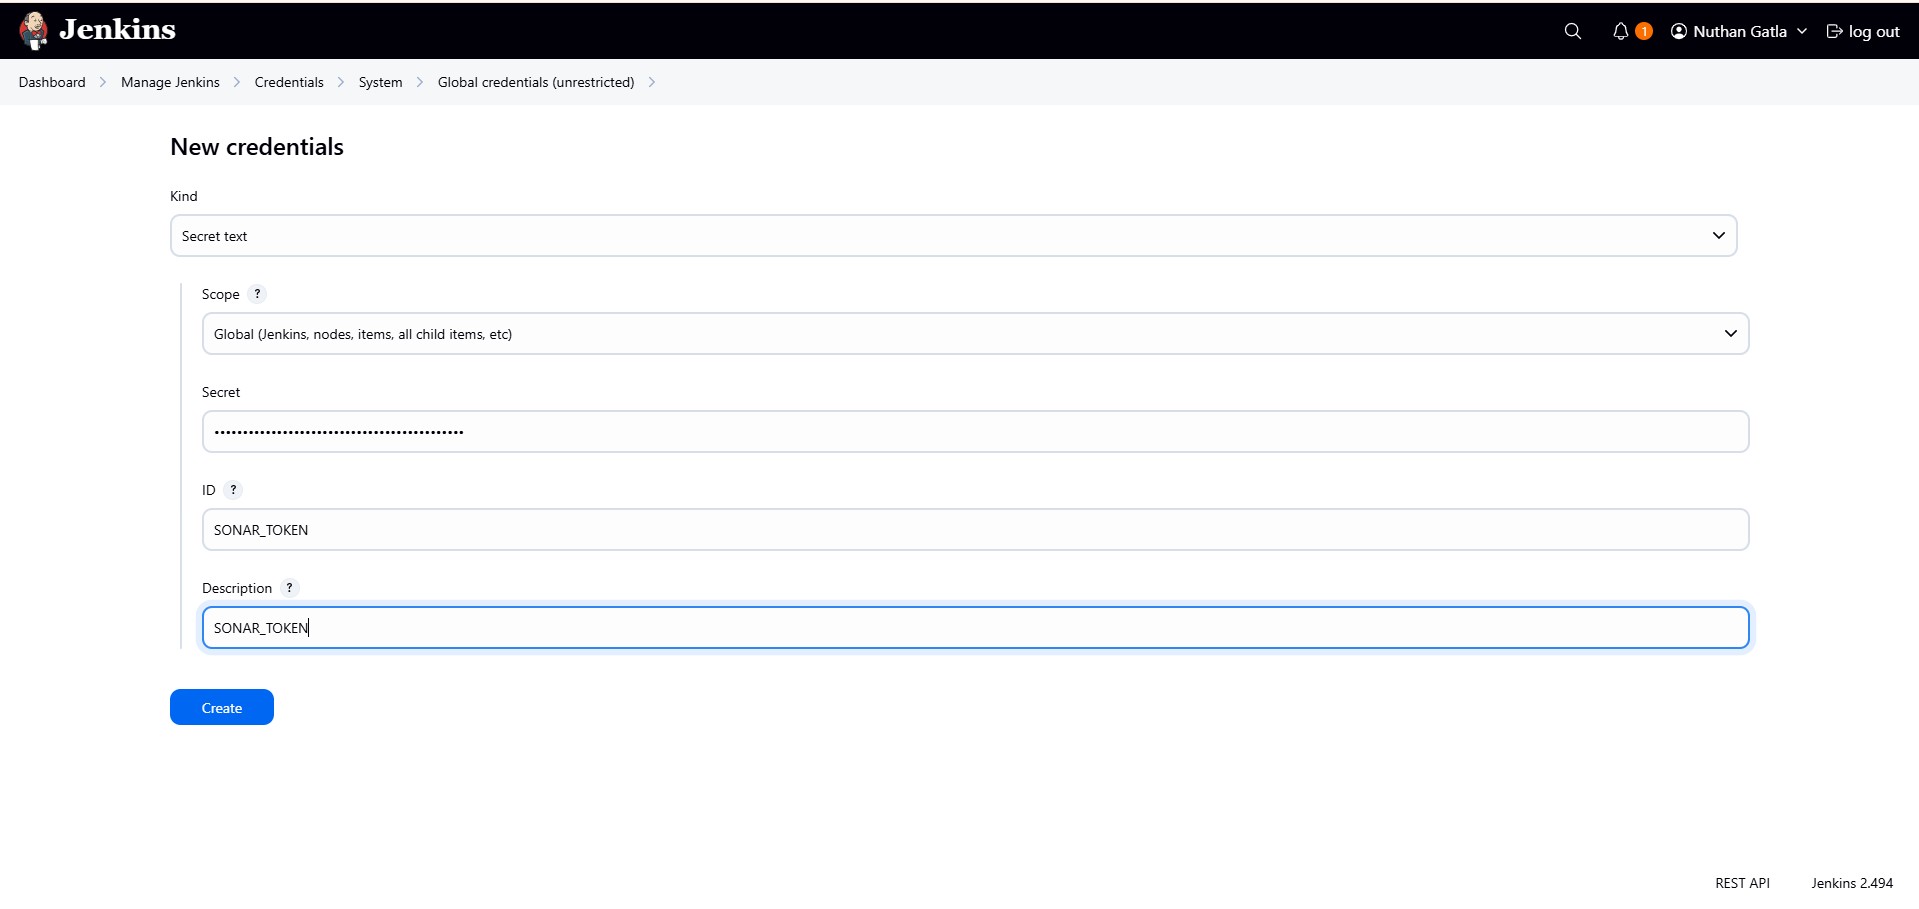 Jenkins
1
Nuthan Gatla
log out
Dashboard > Manage Jenkins > Credentials > System > Global credentials (unrestricted) >
New credentials
Kind
Secret text
Scope ?
Global (Jenkins, nodes, items, all child items, etc)
Secret
••••••••••••••••••••••••••••••••••••••••••••
ID ?
SONAR_TOKEN
Description ?
SONAR_TOKEN
Create
REST API
Jenkins 2.494